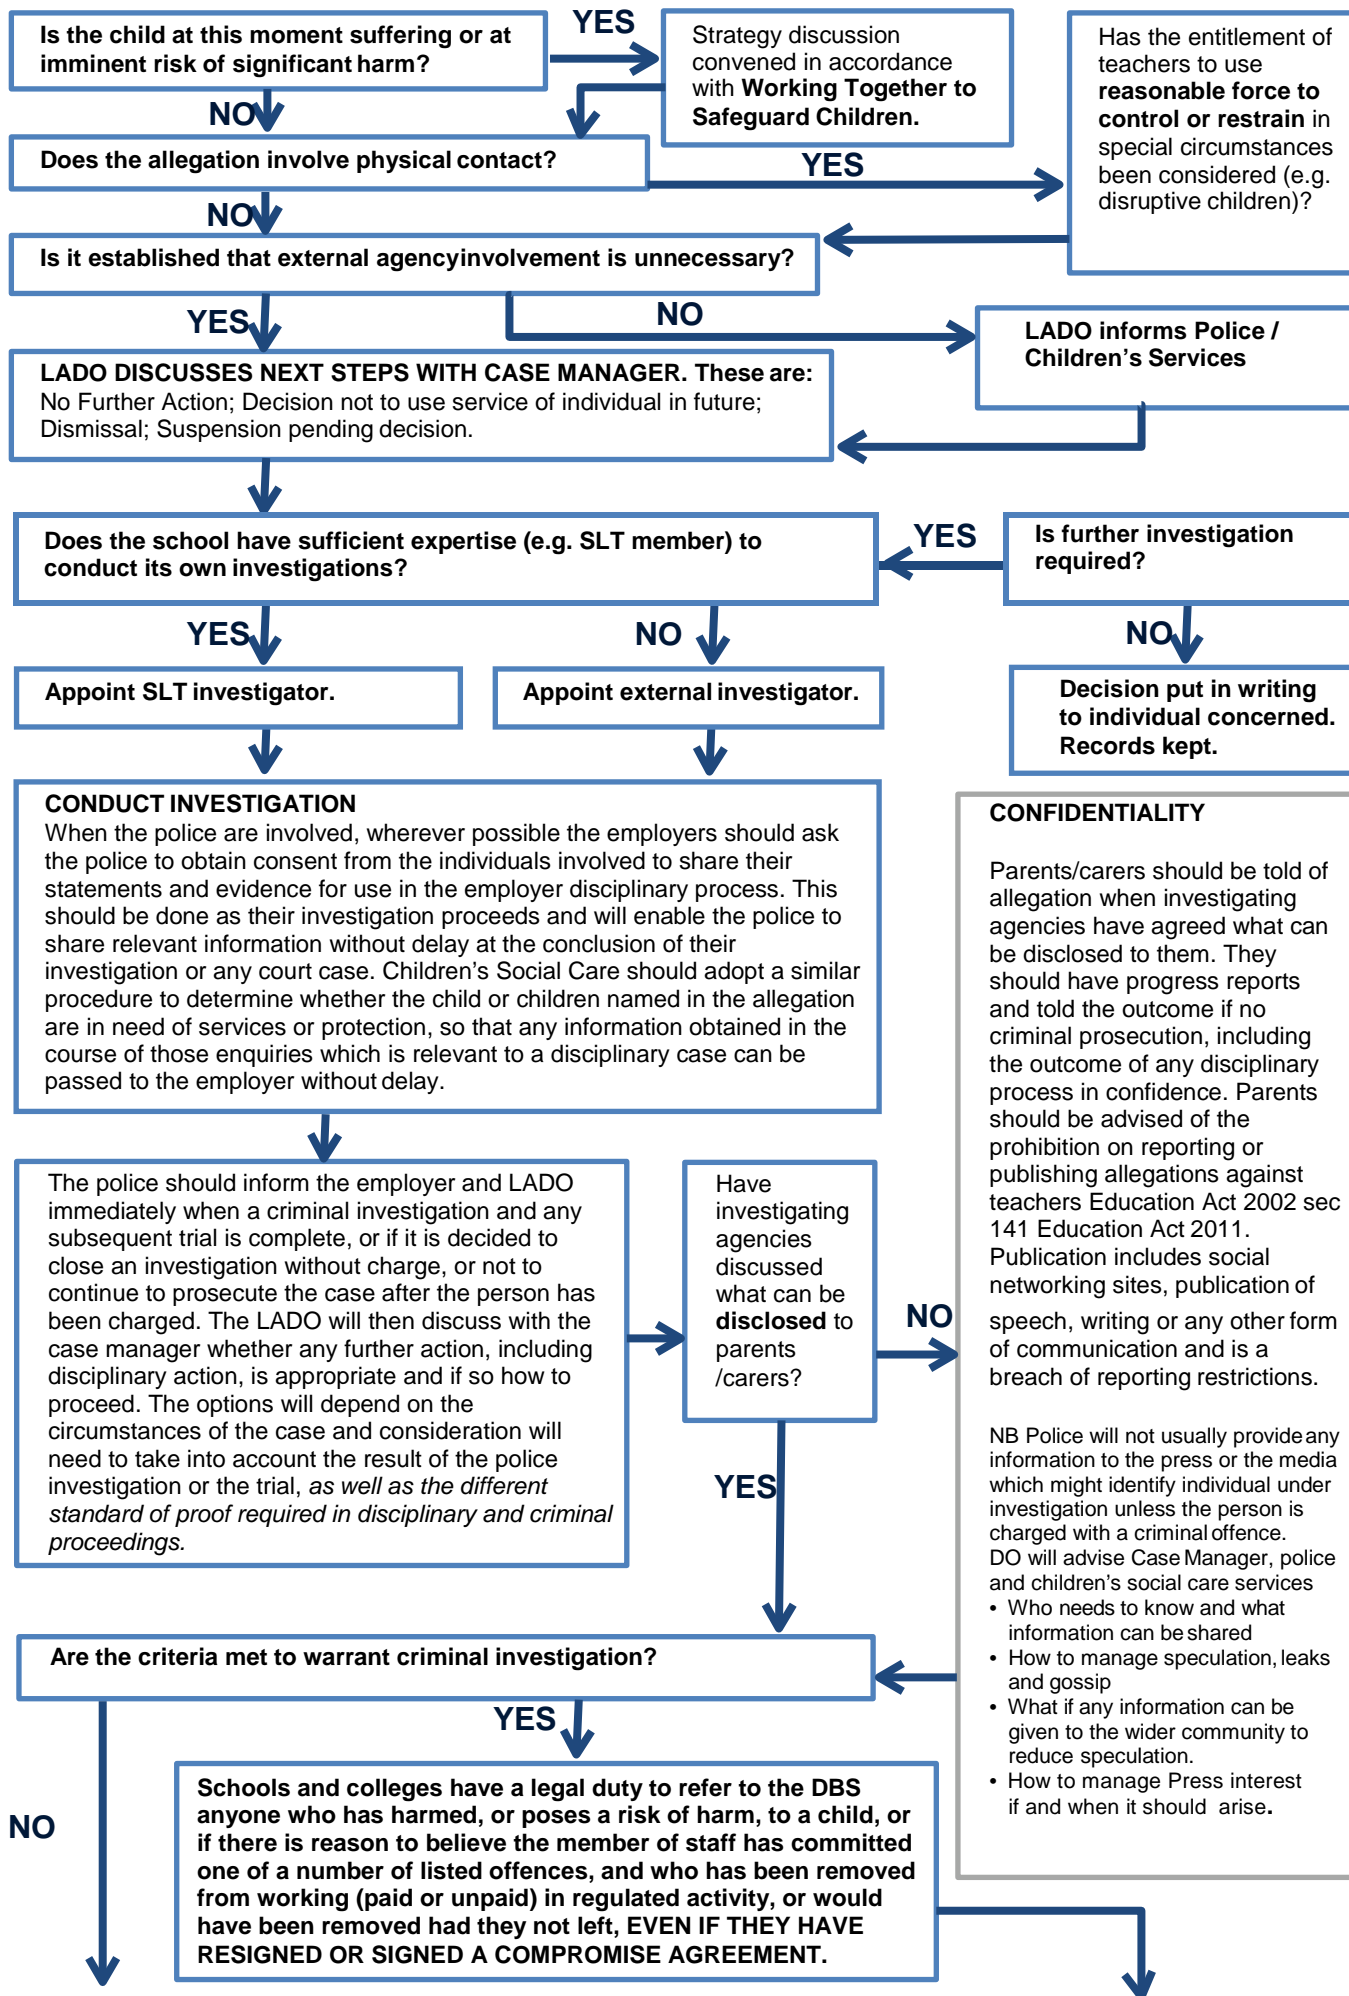 Is the child at this moment suffering or at
imminent risk of significant harm?
YES
Strategy discussion
convened in accordance
with Working Together to
Safeguard Children.
Has the entitlement of
teachers to use
reasonable force to
control or restrain in
special circumstances
been considered (e.g.
disruptive children)?
NO
Does the allegation involve physical contact?
YES
NO
Is it established that external agencyinvolvement is unnecessary?
YES
NO
LADO informs Police /
Children's Services
LADO DISCUSSES NEXT STEPS WITH CASE MANAGER. These are:
No Further Action; Decision not to use service of individual in future;
Dismissal; Suspension pending decision.
Does the school have sufficient expertise (e.g. SLT member) to
conduct its own investigations?
YES
Is further investigation
required?
YES
NO
NO
Appoint SLT investigator.
Appoint external investigator.
Decision put in writing
to individual concerned.
Records kept.
CONDUCT INVESTIGATION
When the police are involved, wherever possible the employers should ask
the police to obtain consent from the individuals involved to share their
statements and evidence for use in the employer disciplinary process. This
should be done as their investigation proceeds and will enable the police to
share relevant information without delay at the conclusion of their
investigation or any court case. Children's Social Care should adopt a similar
procedure to determine whether the child or children named in the allegation
are in need of services or protection, so that any information obtained in the
course of those enquiries which is relevant to a disciplinary case can be
passed to the employer without delay.
CONFIDENTIALITY
Parents/carers should be told of
allegation when investigating
agencies have agreed what can
be disclosed to them. They
should have progress reports
and told the outcome if no
criminal prosecution, including
the outcome of any disciplinary
process in confidence. Parents
should be advised of the
prohibition on reporting or
publishing allegations against
teachers Education Act 2002 sec
141 Education Act 2011.
Publication includes social
networking sites, publication of
speech, writing or any other form
of communication and is a
breach of reporting restrictions.
NB Police will not usually provide any
information to the press or the media
which might identify individual under
investigation unless the person is
charged with a criminal offence.
DO will advise Case Manager, police
and children's social care services
• Who needs to know and what
information can be shared
• How to manage speculation, leaks
and gossip
• What if any information can be
given to the wider community to
reduce speculation.
• How to manage Press interest
if and when it should arise.
The police should inform the employer and LADO
immediately when a criminal investigation and any
subsequent trial is complete, or if it is decided to
close an investigation without charge, or not to
continue to prosecute the case after the person has
been charged. The LADO will then discuss with the
case manager whether any further action, including
disciplinary action, is appropriate and if so how to
proceed. The options will depend on the
circumstances of the case and consideration will
need to take into account the result of the police
investigation or the trial, as well as the different
standard of proof required in disciplinary and criminal
proceedings.
Have
investigating
agencies
discussed
what can be
disclosed to
parents
/carers?
NO
YES
Are the criteria met to warrant criminal investigation?
YES
NO
Schools and colleges have a legal duty to refer to the DBS
anyone who has harmed, or poses a risk of harm, to a child, or
if there is reason to believe the member of staff has committed
one of a number of listed offences, and who has been removed
from working (paid or unpaid) in regulated activity, or would
have been removed had they not left, EVEN IF THEY HAVE
RESIGNED OR SIGNED A COMPROMISE AGREEMENT.